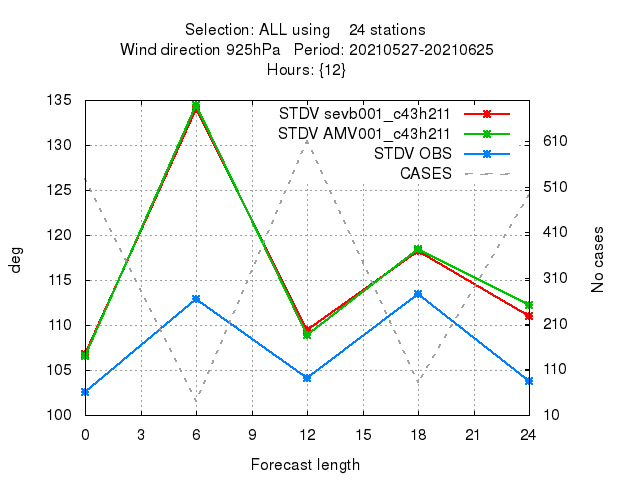 Selection: ALL using 24 stations
Wind direction 925hPa Period: 20210527-20210625
Hours: {12}
STDV sevb001_c43h211
STDV AMV001_c43h211
STDV OBS
CASES
135
130
125
120
115
110
105
100
610
510
410
310
210
110
10
deg
No cases
0 3 6 9 12 15 18 21 24
Forecast length